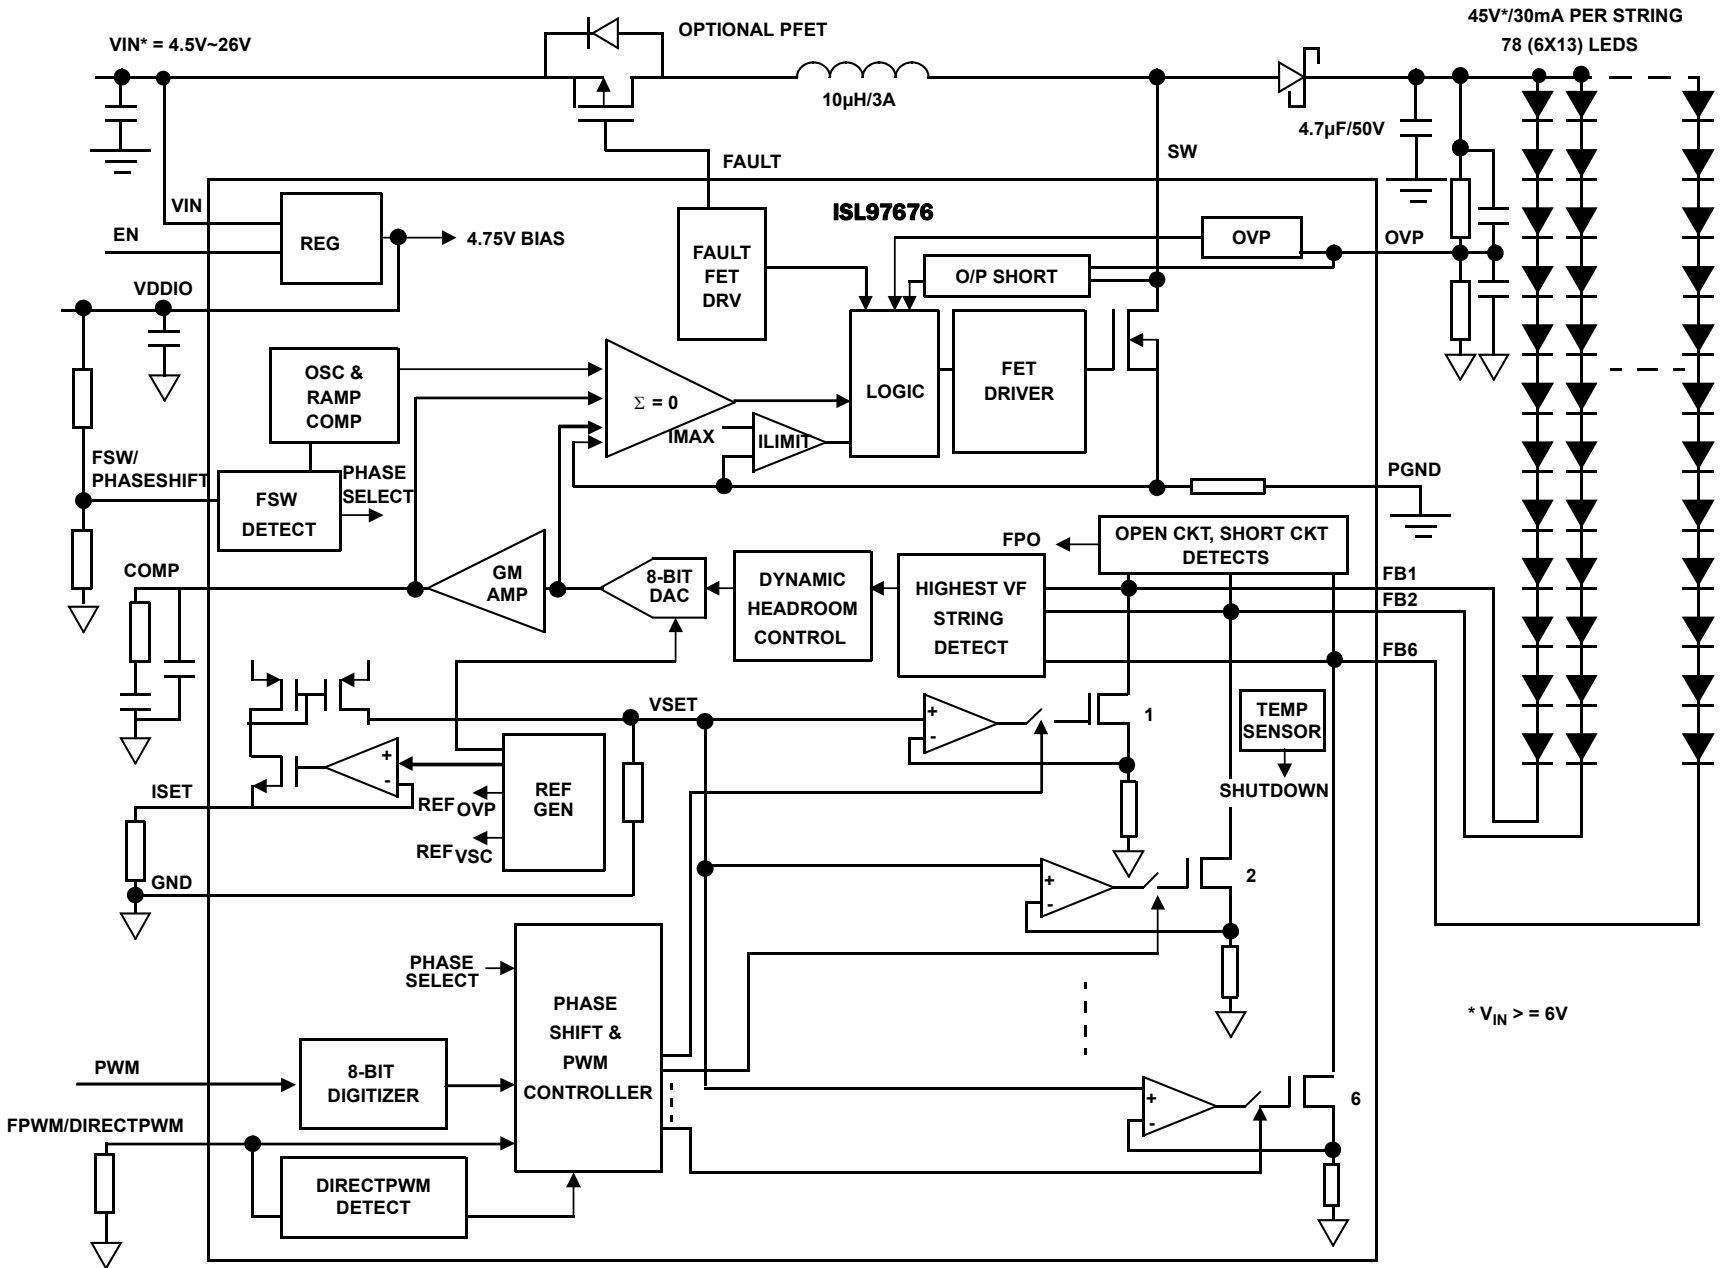 45V*/30mA PER STRING
78 (6X13) LEDS
OPTIONAL PFET
VIN* = 4.5V~26V
10µH/3A
4.7µF/50V
SW
FAULT
ISL97676
VIN
EN
REG
4.75V BIAS
FAULT
FET
DRV
OVP
OVP
O/P SHORT
VDDIO
OSC &
RAMP
COMP
Σ = 0
LOGIC
FET
DRIVER
IMAX
ILIMIT
FSW/
PHASESHIFT
FSW
DETECT
PHASE
SELECT
PGND
FPO
OPEN CKT, SHORT CKT
DETECTS
COMP
GM
AMP
8-BIT
DAC
DYNAMIC
HEADROOM
CONTROL
HIGHEST VF
STRING
DETECT
FB1
FB2
FB6
VSET
+
-
1
TEMP
SENSOR
SHUTDOWN
+
-
REF
GEN
REF OVP
REF VSC
ISET
GND
+
-
2
PHASE
SELECT
PHASE
SHIFT &
PWM
CONTROLLER
* VIN > = 6V
PWM
8-BIT
DIGITIZER
+
-
6
FPWM/DIRECTPWM
DIRECTPWM
DETECT